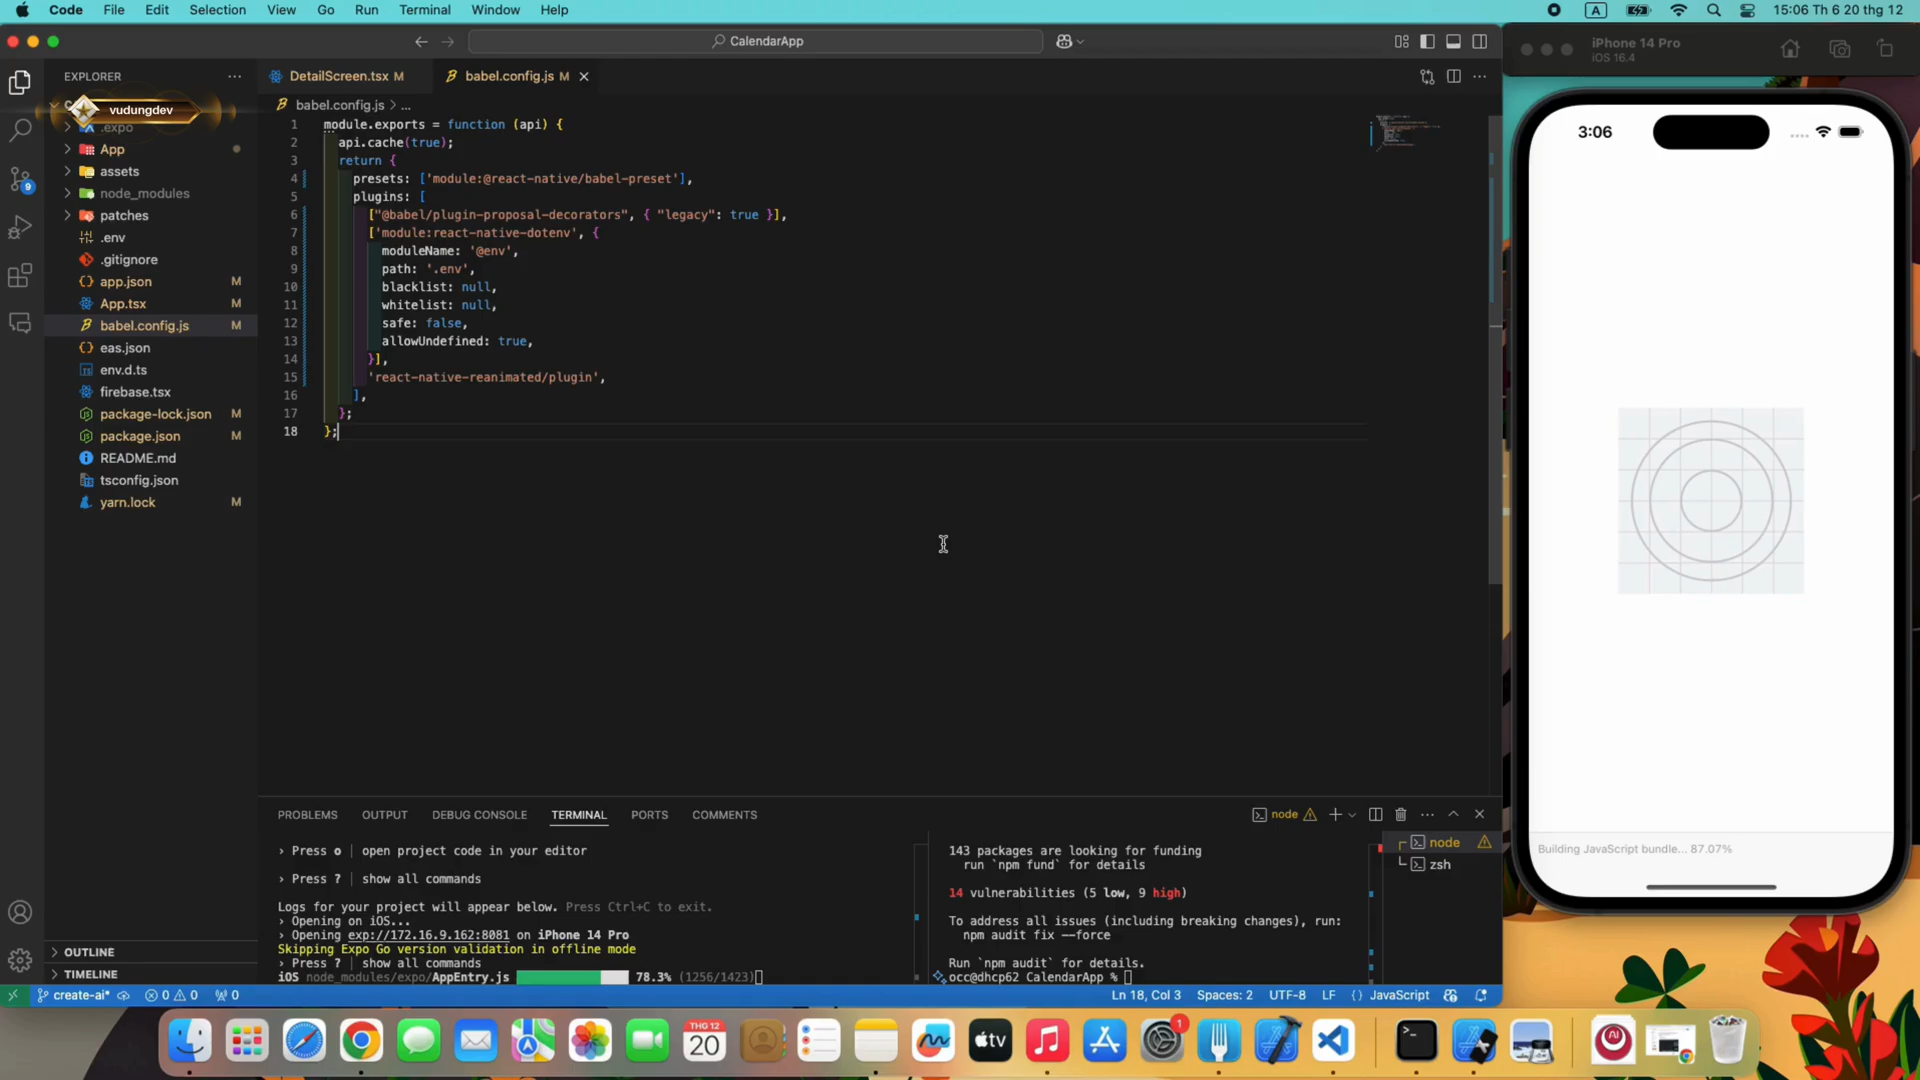 Code File Edit Selection View Go Run Terminal Window Help
A
15:06 Th 6 20 thg 12
CalendarApp
EXPLORER
DetailScreen.tsx M
babel.config.js M
vudungdev
.expo
App
assets
node_modules
patches
.env
.gitignore
app.json M
App.tsx M
babel.config.js M
eas.json
env.d.ts
firebase.tsx
package-lock.json M
package.json M
README.md
tsconfig.json
yarn.lock M
OUTLINE
TIMELINE
9
babel.config.js > ...
1 module.exports = function (api) {
2 api.cache(true);
3 return {
4 presets: ['module:@react-native/babel-preset'],
5 plugins: [
6 ["@babel/plugin-proposal-decorators", { "legacy": true }],
7 ['module:react-native-dotenv', {
8 moduleName: '@env',
9 path: '.env',
10 blacklist: null,
11 whitelist: null,
12 safe: false,
13 allowUndefined: true,
14 }],
15 'react-native-reanimated/plugin',
16 ],
17 };
18 };
PROBLEMS OUTPUT DEBUG CONSOLE TERMINAL PORTS COMMENTS
node
› Press o | open project code in your editor
› Press ? | show all commands
Logs for your project will appear below. Press Ctrl+C to exit.
› Opening on iOS...
› Opening exp://172.16.9.162:8081 on iPhone 14 Pro
Skipping Expo Go version validation in offline mode
› Press ? | show all commands
iOS node_modules/expo/AppEntry.js 78.3% (1256/1423)
143 packages are looking for funding
run `npm fund` for details
14 vulnerabilities (5 low, 9 high)
To address all issues (including breaking changes), run:
npm audit fix --force
Run `npm audit` for details.
occ@dhcp62 CalendarApp %
node
zsh
create-ai* 0 0 0
Ln 18, Col 3 Spaces: 2 UTF-8 LF {} JavaScript
iPhone 14 Pro
iOS 16.4
3:06
Building JavaScript bundle... 87.07%
THG 12
20
tv
1